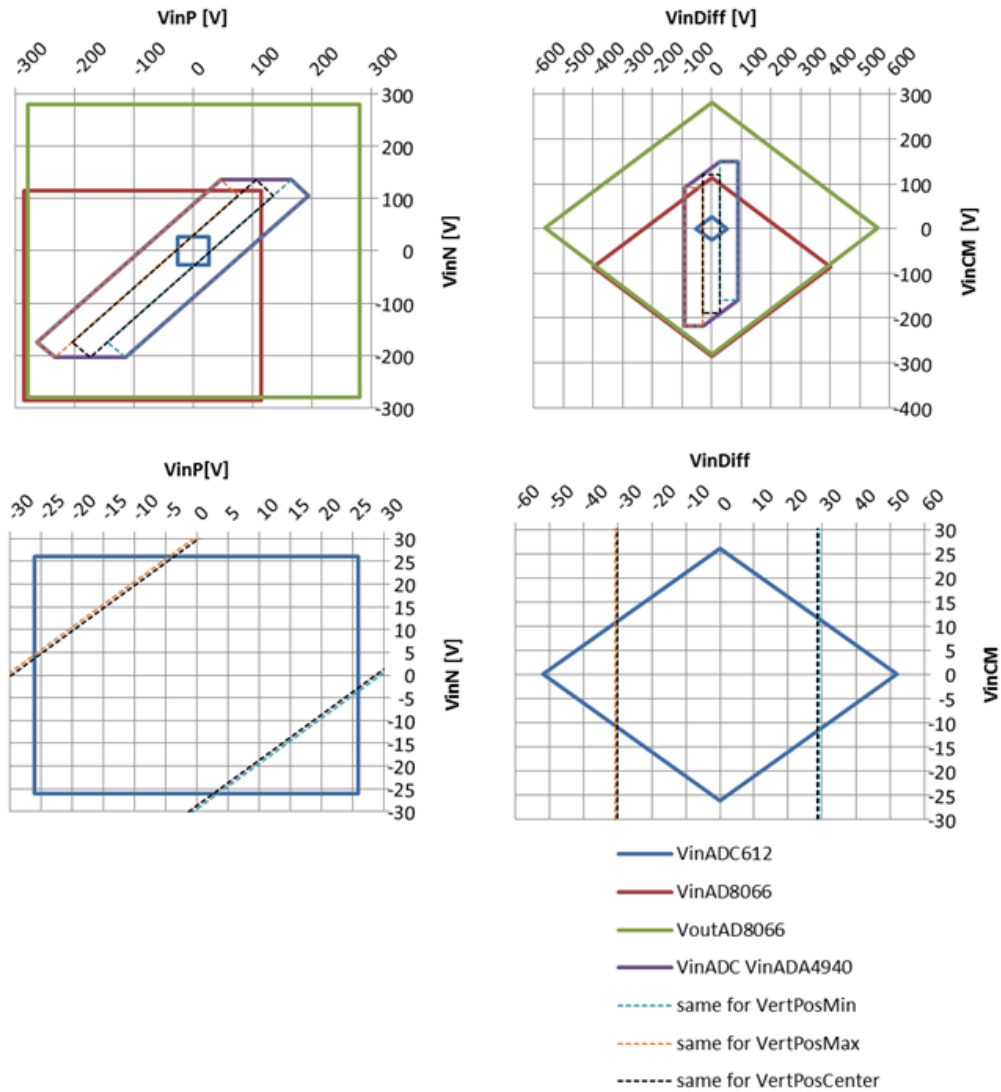 VinP [V]
-300 -200 -100 0 100 200 300
300
200
100
0
-100
-200
-300
VinN [V]
VinDiff [V]
-600 -500 -400 -300 -200 -100 0 100 200 300 400 500 600
300
200
100
0
-100
-200
-300
-400
VinCM [V]
VinP[V]
-30 -25 -20 -15 -10 -5 0 5 10 15 20 25 30
30
25
20
15
10
5
0
-5
-10
-15
-20
-25
-30
VinN [V]
VinDiff
-60 -50 -40 -30 -20 -10 0 10 20 30 40 50 60
30
25
20
15
10
5
0
-5
-10
-15
-20
-25
-30
VinCM
VinADC612
VinAD8066
VoutAD8066
VinADC VinADA4940
same for VertPosMin
same for VertPosMax
same for VertPosCenter